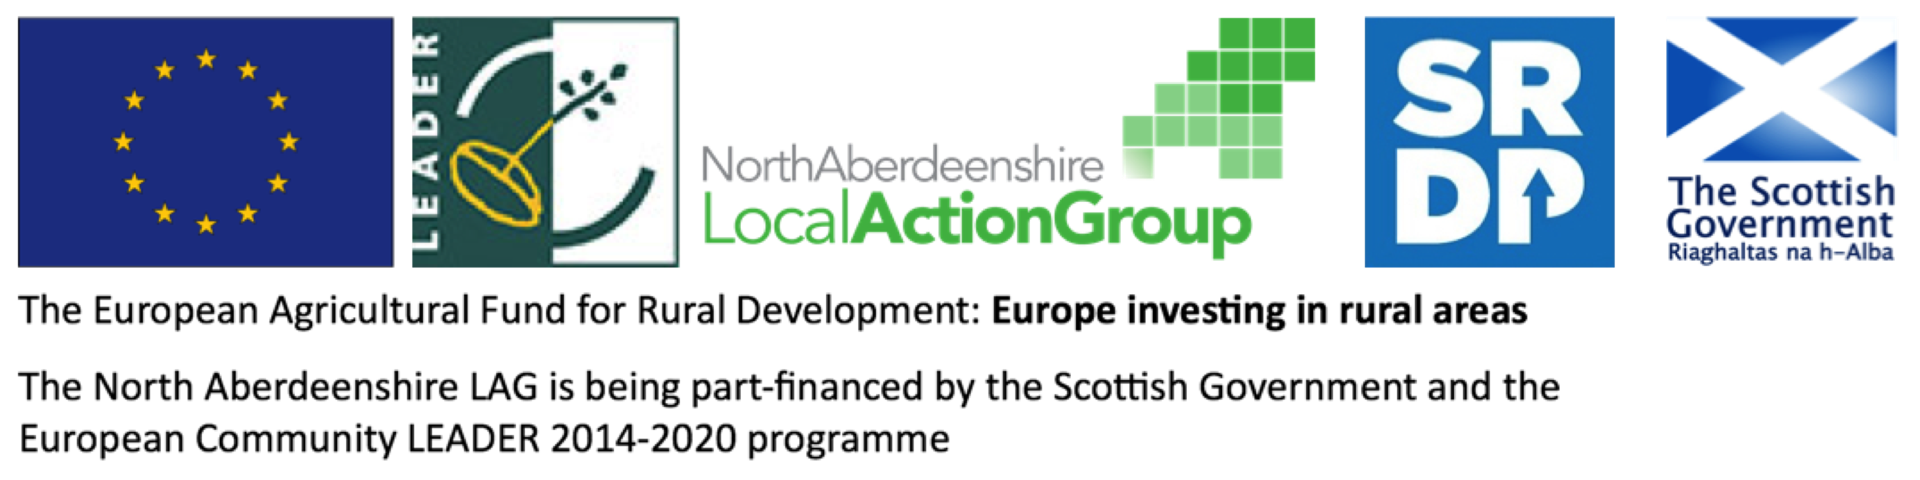 LEADER
NorthAberdeenshire
LocalActionGroup
SR
DP
The Scottish
Government
Riaghaltas na h-Alba
The European Agricultural Fund for Rural Development: Europe investing in rural areas
The North Aberdeenshire LAG is being part-financed by the Scottish Government and the
European Community LEADER 2014-2020 programme